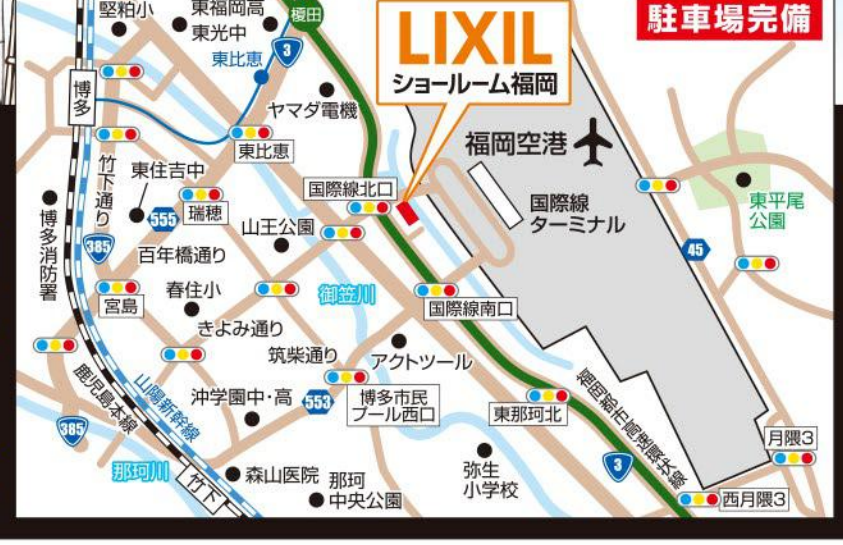 堅粕小
東福岡高
東光中
榎田
3
東比恵
博多
ヤマダ電機
東比恵
LIXIL
ショールーム福岡
駐車場完備
福岡空港
国際線
ターミナル
東平尾
公園
45
竹下通り
東住吉中
555
瑞穂
国際線北口
山王公園
博多消防署
385
百年橋通り
宮島
春住小
御笠川
国際線南口
きよみ通り
筑柴通り
アクトツール
鹿児島本線
山陽新幹線
沖学園中・高
553
博多市民
プール西口
東那珂北
福岡都市高速環状線
385
那珂川
竹下
森山医院
那珂
中央公園
弥生
小学校
3
月隈3
西月隈3